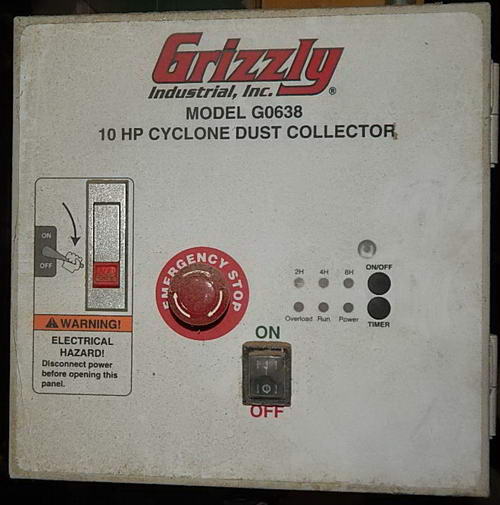 Grizzly
Industrial, Inc. ®
MODEL G0638
10 HP CYCLONE DUST COLLECTOR
ON
OFF
EMERGENCY STOP
2H 4H 8H ON/OFF
Overload Run Power TIMER
WARNING!
ELECTRICAL
HAZARD!
Disconnect power
before opening this
panel.
ON
OFF